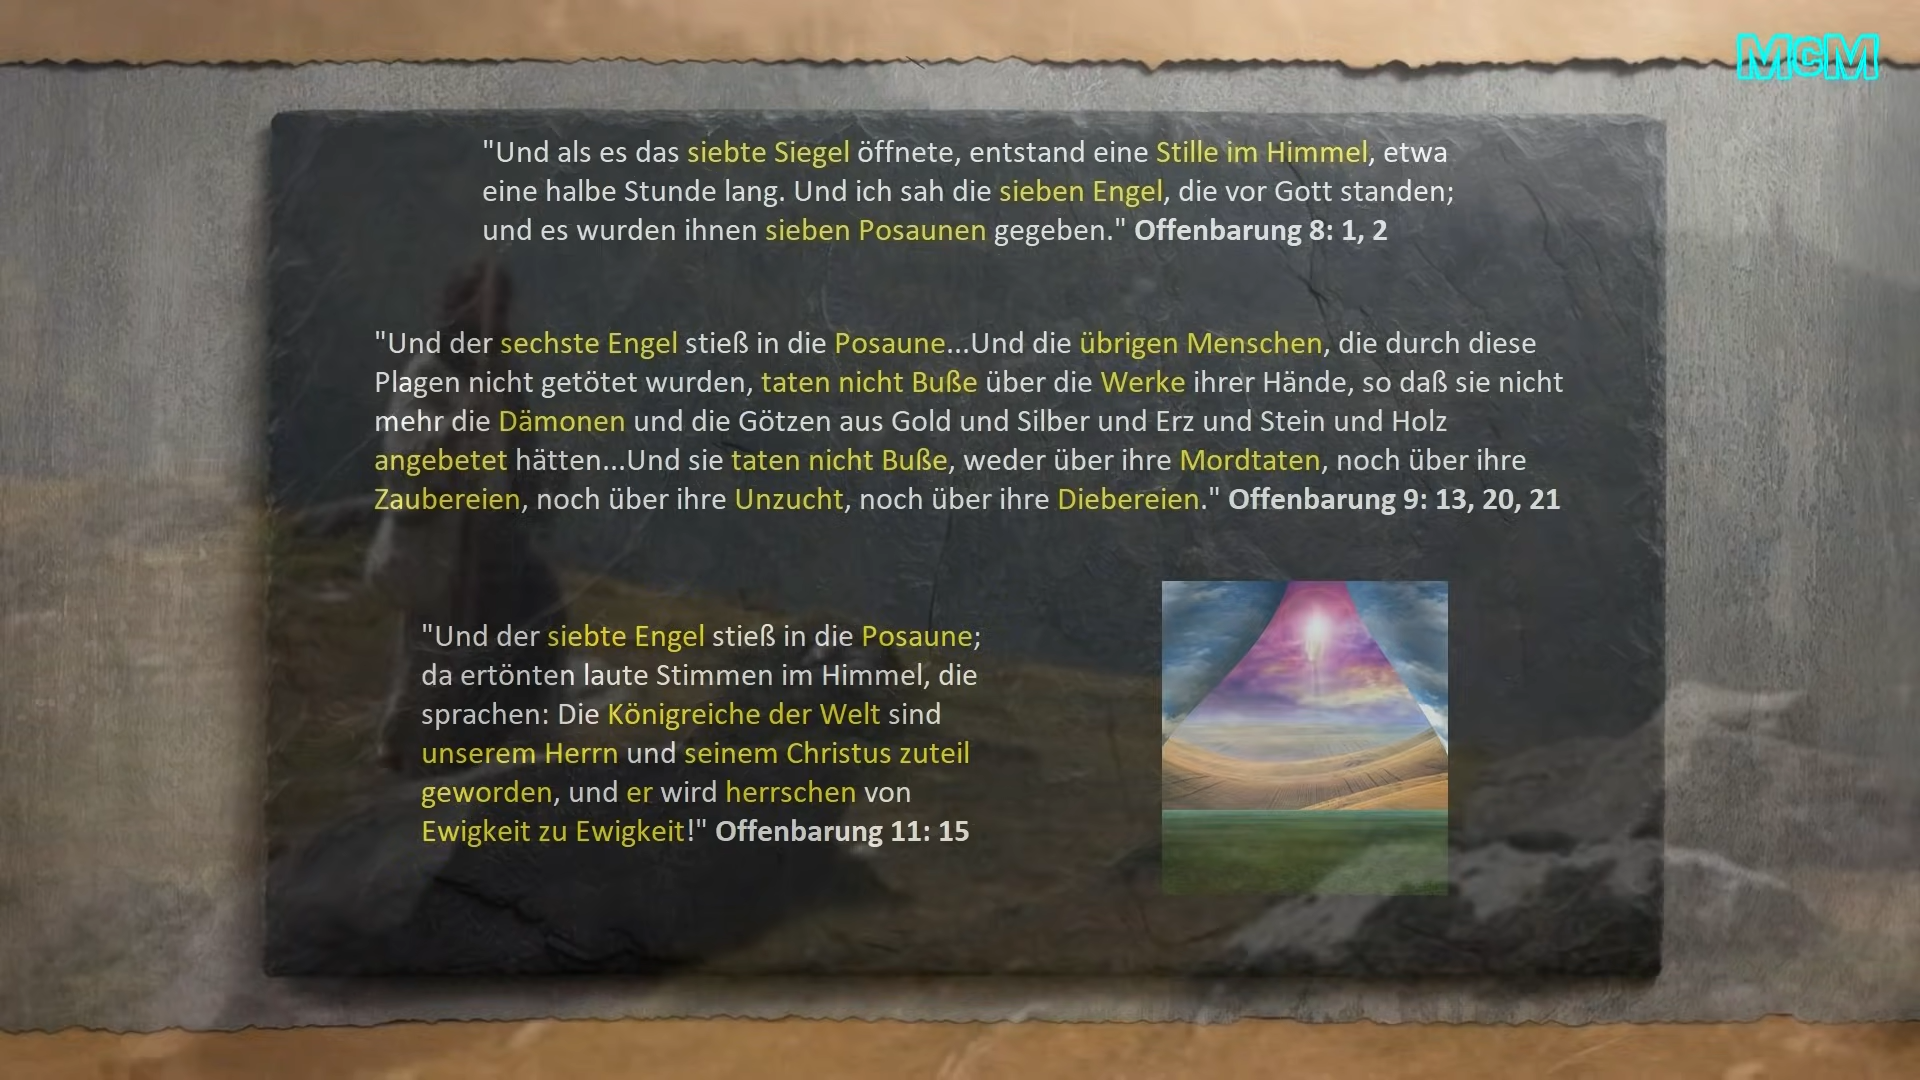 McM
"Und als es das siebte Siegel öffnete, entstand eine Stille im Himmel, etwa
eine halbe Stunde lang. Und ich sah die sieben Engel, die vor Gott standen;
und es wurden ihnen sieben Posaunen gegeben." Offenbarung 8: 1, 2
"Und der sechste Engel stieß in die Posaune...Und die übrigen Menschen, die durch diese
Plagen nicht getötet wurden, taten nicht Buße über die Werke ihrer Hände, so daß sie nicht
mehr die Dämonen und die Götzen aus Gold und Silber und Erz und Stein und Holz
angebetet hätten...Und sie taten nicht Buße, weder über ihre Mordtaten, noch über ihre
Zaubereien, noch über ihre Unzucht, noch über ihre Diebereien." Offenbarung 9: 13, 20, 21
"Und der siebte Engel stieß in die Posaune;
da ertönten laute Stimmen im Himmel, die
sprachen: Die Königreiche der Welt sind
unserem Herrn und seinem Christus zuteil
geworden, und er wird herrschen von
Ewigkeit zu Ewigkeit!" Offenbarung 11: 15